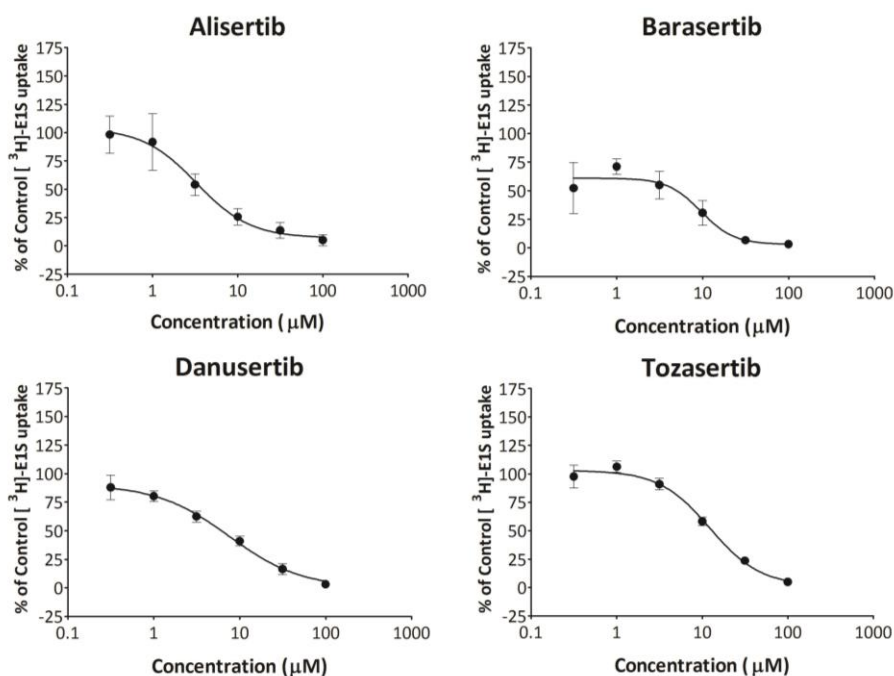 Alisertib
% of Control [ ³H]-E1S uptake
175
150
125
100
75
50
25
0
-25
0.1 1 10 100 1000
Concentration ( μM)
Barasertib
% of Control [ ³H]-E1S uptake
175
150
125
100
75
50
25
0
-25
0.1 1 10 100 1000
Concentration (μM)
Danusertib
% of Control [ ³H]-E1S uptake
175
150
125
100
75
50
25
0
-25
0.1 1 10 100 1000
Concentration (μM)
Tozasertib
% of Control [ ³H]-E1S uptake
175
150
125
100
75
50
25
0
-25
0.1 1 10 100 1000
Concentration (μM)